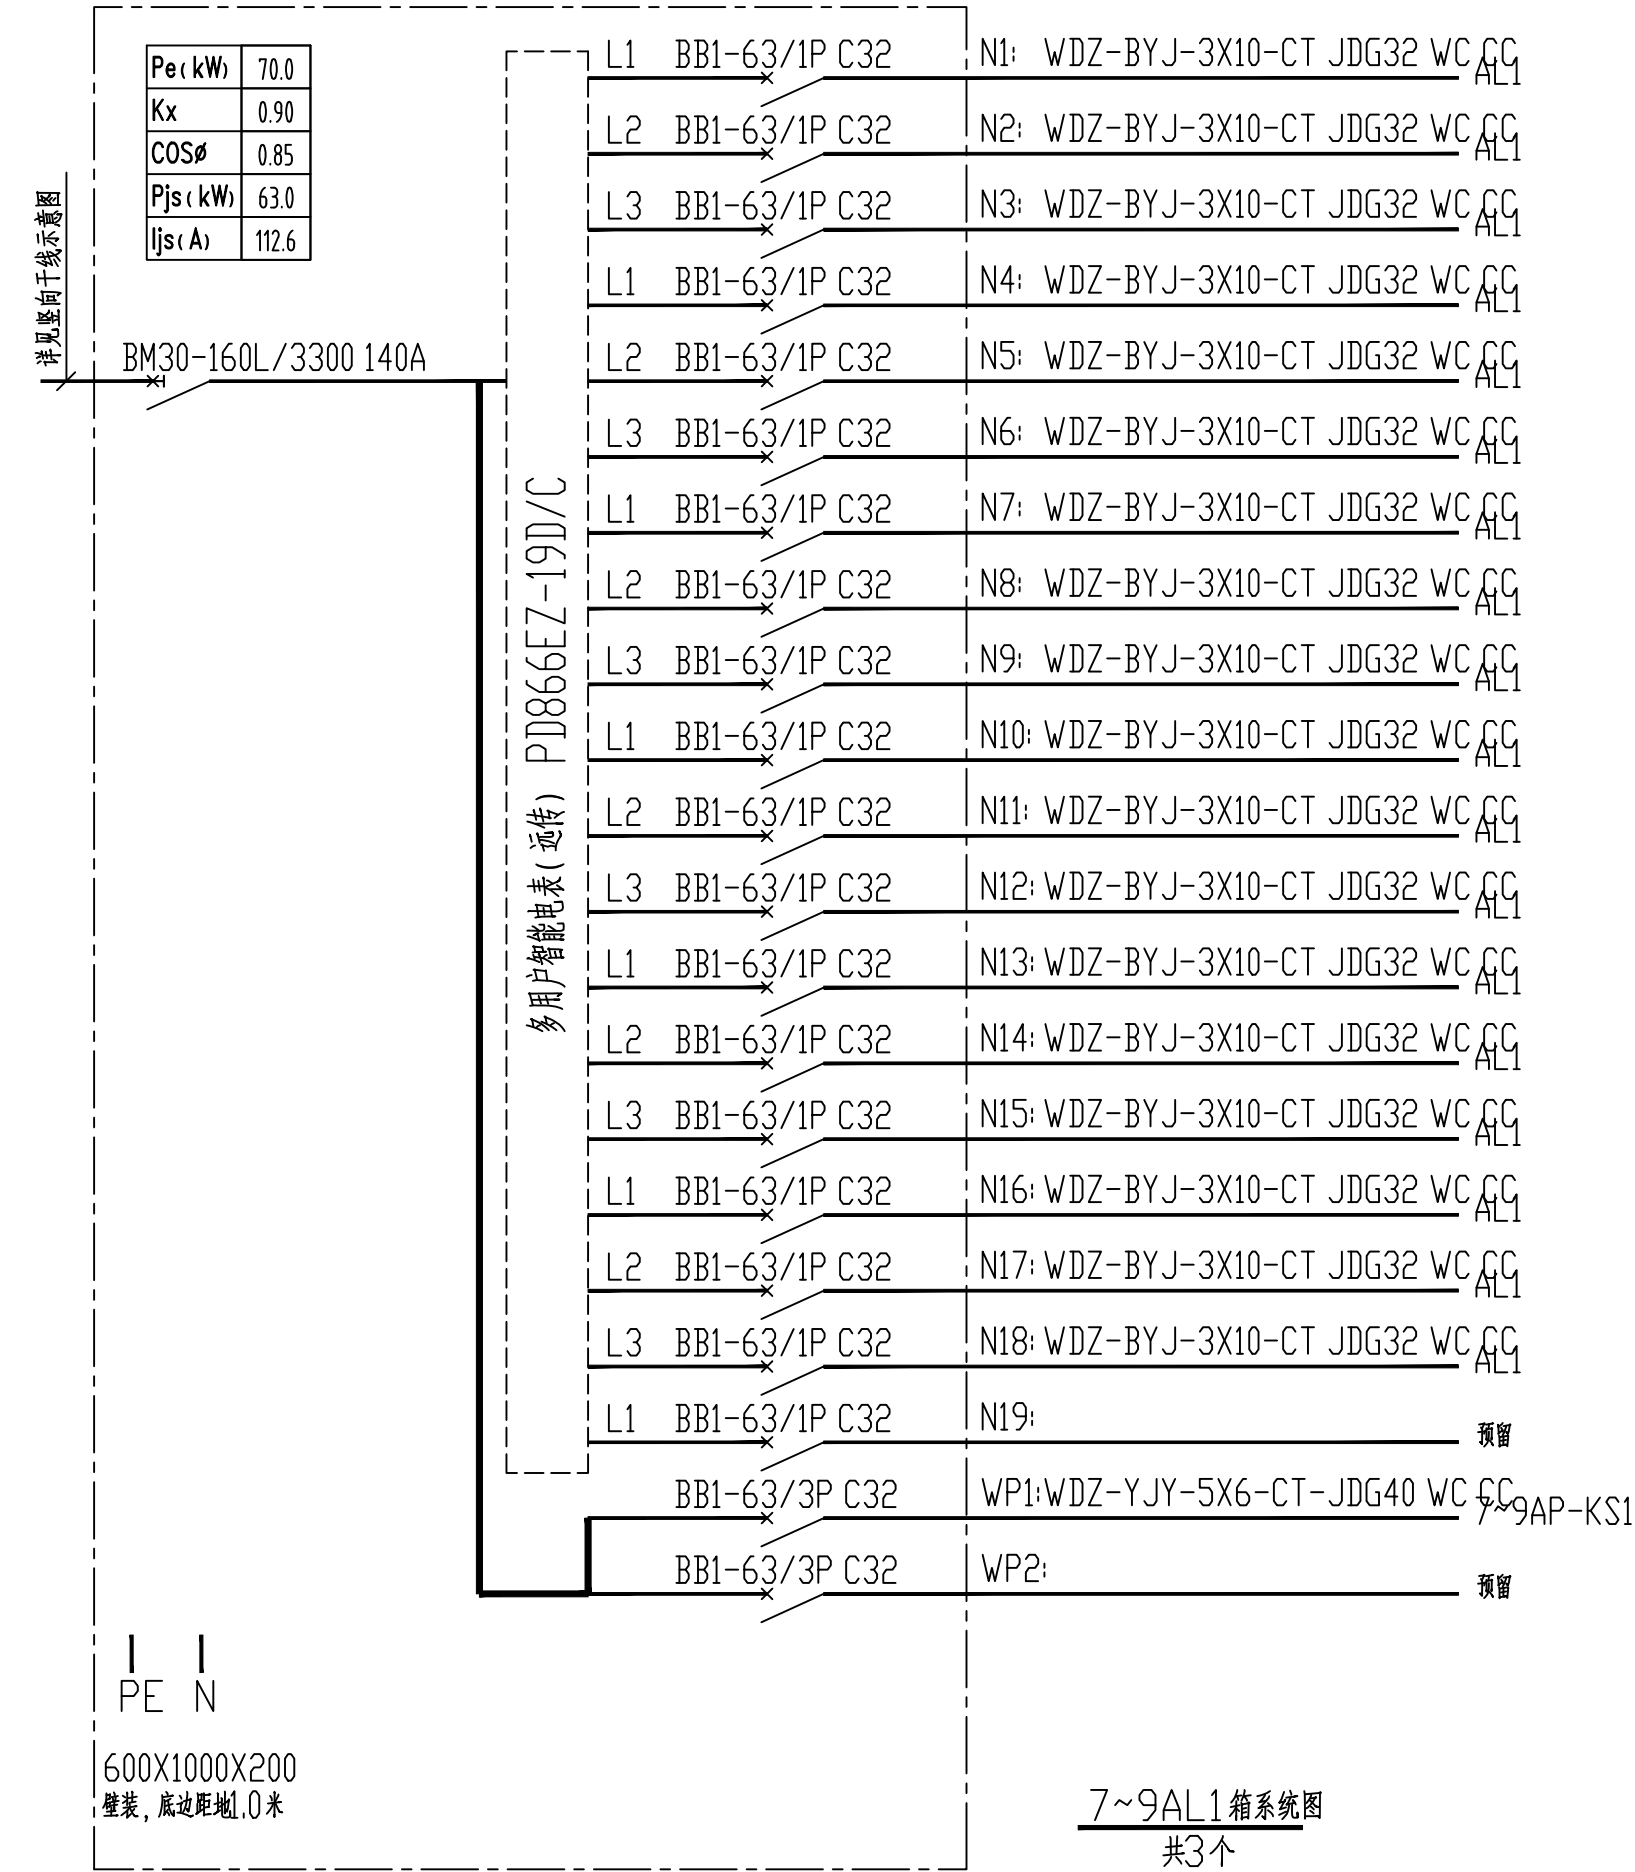 Pe(kW) 70.0
Kx 0.90
COSø 0.85
Pjs(kW) 63.0
Ijs(A) 112.6
详见竖向干线示意图
BM30-160L/3300 140A
多用户智能电表(远传) PD866EZ-19D/C
L1 BB1-63/1P C32 N1: WDZ-BYJ-3X10-CT JDG32 WC CC AL1
L2 BB1-63/1P C32 N2: WDZ-BYJ-3X10-CT JDG32 WC CC AL1
L3 BB1-63/1P C32 N3: WDZ-BYJ-3X10-CT JDG32 WC CC AL1
L1 BB1-63/1P C32 N4: WDZ-BYJ-3X10-CT JDG32 WC CC AL1
L2 BB1-63/1P C32 N5: WDZ-BYJ-3X10-CT JDG32 WC CC AL1
L3 BB1-63/1P C32 N6: WDZ-BYJ-3X10-CT JDG32 WC CC AL1
L1 BB1-63/1P C32 N7: WDZ-BYJ-3X10-CT JDG32 WC CC AL1
L2 BB1-63/1P C32 N8: WDZ-BYJ-3X10-CT JDG32 WC CC AL1
L3 BB1-63/1P C32 N9: WDZ-BYJ-3X10-CT JDG32 WC CC AL1
L1 BB1-63/1P C32 N10: WDZ-BYJ-3X10-CT JDG32 WC CC AL1
L2 BB1-63/1P C32 N11: WDZ-BYJ-3X10-CT JDG32 WC CC AL1
L3 BB1-63/1P C32 N12: WDZ-BYJ-3X10-CT JDG32 WC CC AL1
L1 BB1-63/1P C32 N13: WDZ-BYJ-3X10-CT JDG32 WC CC AL1
L2 BB1-63/1P C32 N14: WDZ-BYJ-3X10-CT JDG32 WC CC AL1
L3 BB1-63/1P C32 N15: WDZ-BYJ-3X10-CT JDG32 WC CC AL1
L1 BB1-63/1P C32 N16: WDZ-BYJ-3X10-CT JDG32 WC CC AL1
L2 BB1-63/1P C32 N17: WDZ-BYJ-3X10-CT JDG32 WC CC AL1
L3 BB1-63/1P C32 N18: WDZ-BYJ-3X10-CT JDG32 WC CC AL1
L1 BB1-63/1P C32 N19: 预留
BB1-63/3P C32 WP1:WDZ-YJY-5X6-CT-JDG40 WC CC 7~9AP-KS1
BB1-63/3P C32 WP2: 预留
PE N
600X1000X200
壁装,底边距地1.0米
7~9AL1箱系统图
共3个